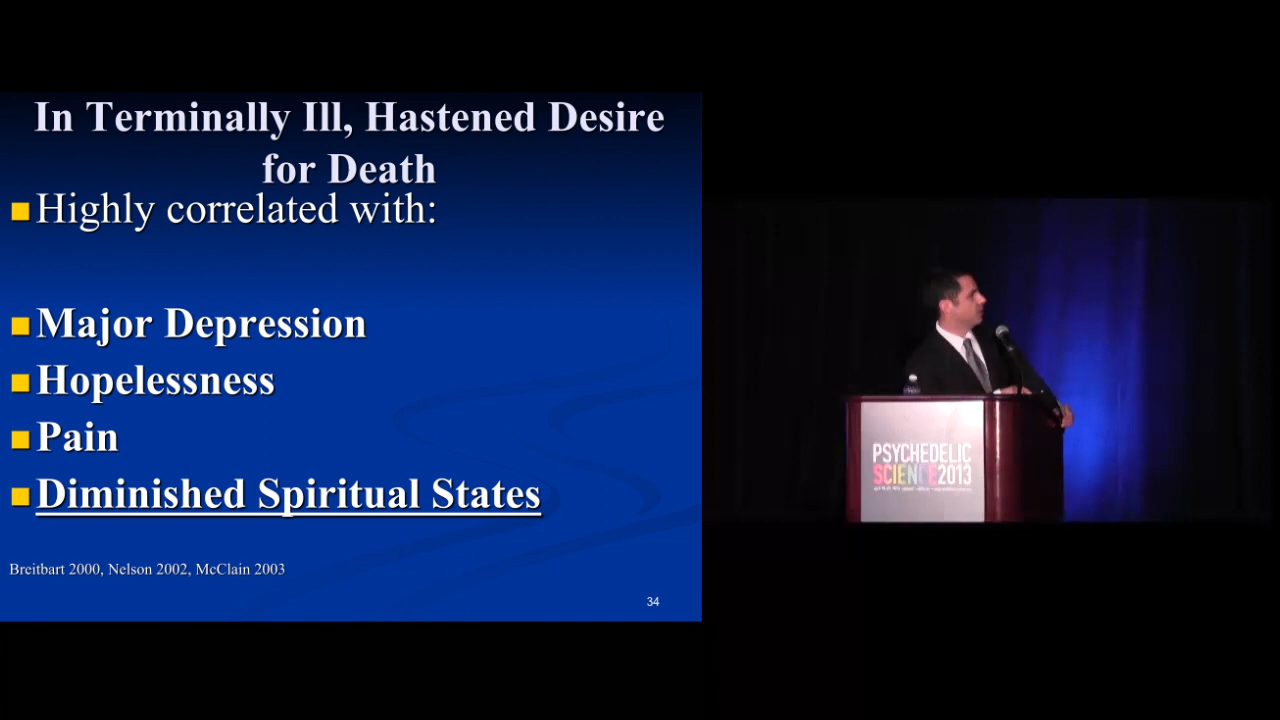 In Terminally Ill, Hastened Desire
for Death
Highly correlated with:
Major Depression
Hopelessness
Pain
Diminished Spiritual States
Breitbart 2000, Nelson 2002, McClain 2003
34
PSYCHEDELIC
SCIENCE2013